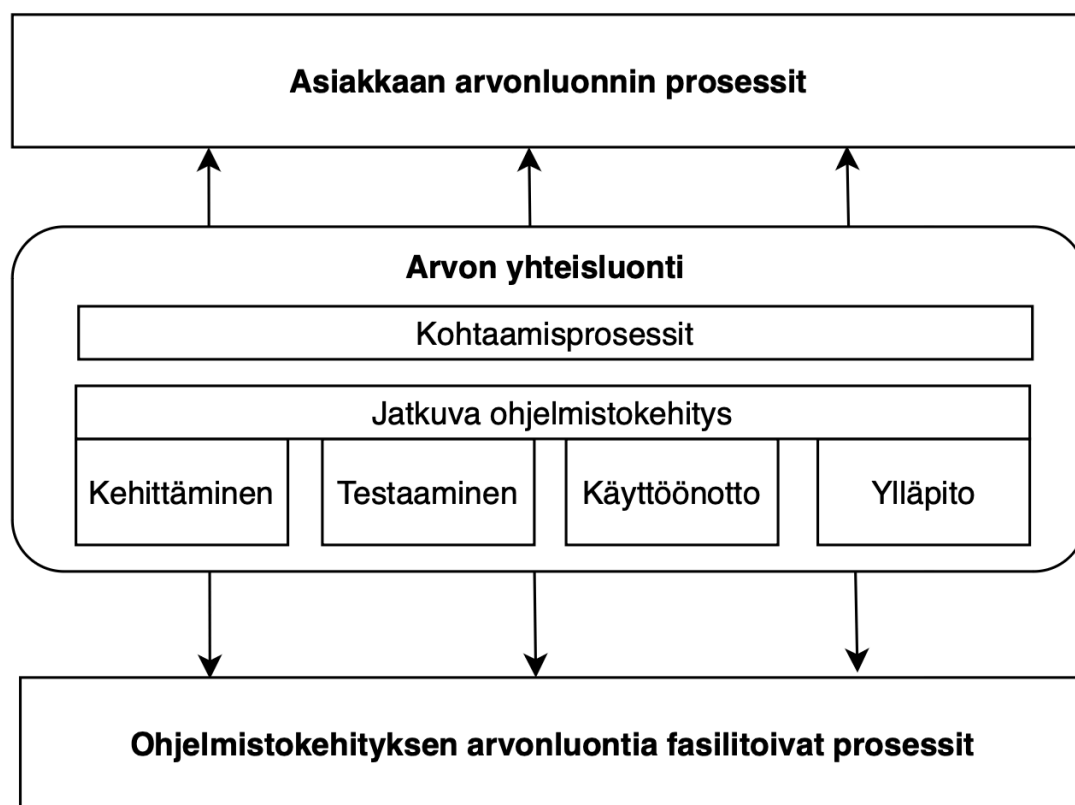 Asiakkaan arvonluonnin prosessit
Arvon yhteisluonti
Kohtaamisprosessit
Jatkuva ohjelmistokehitys
Kehittäminen
Testaaminen
Käyttöönotto
Ylläpito
Ohjelmistokehityksen arvonluontia fasilitoivat prosessit